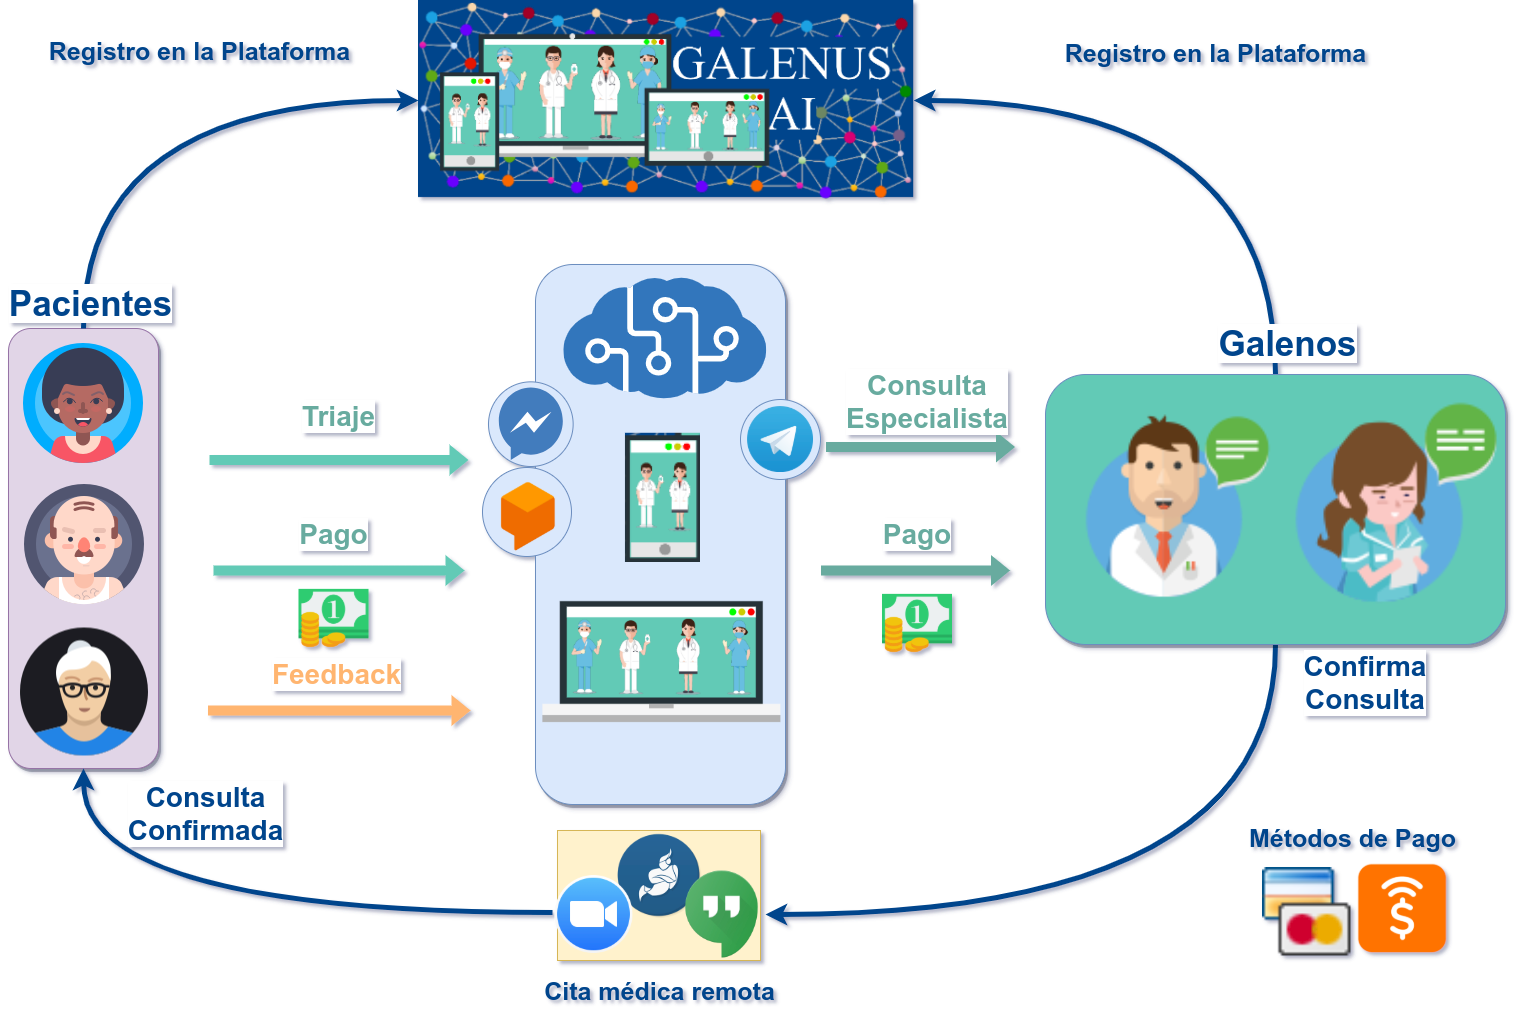 Registro en la Plataforma
GALENUS
AI
Registro en la Plataforma
Pacientes
Galenos
Triaje
Consulta
Especialista
Pago
Pago
1
1
Feedback
Confirma
Consulta
Consulta
Confirmada
Métodos de Pago
Cita médica remota